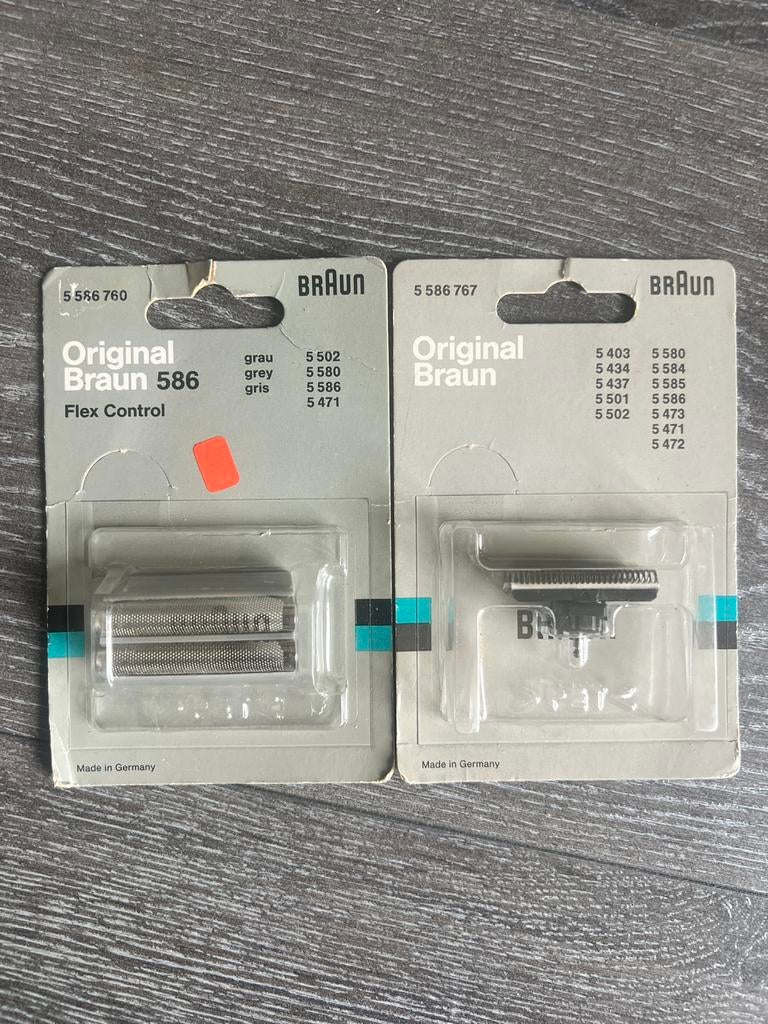 5 586 760
BRAUN
Original
Braun 586
Flex Control
grau 5 502
grey 5 580
gris 5 586
5 471
Made in Germany
5 586 767
BRAUN
Original
Braun
5 403 5 580
5 434 5 584
5 437 5 585
5 501 5 586
5 502 5 473
5 471
5 472
Made in Germany